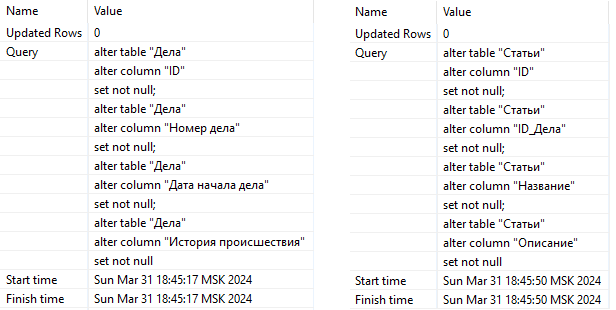 Name Value
Updated Rows 0
Query alter table "Дела"
alter column "ID"
set not null;
alter table "Дела"
alter column "Номер дела"
set not null;
alter table "Дела"
alter column "Дата начала дела"
set not null;
alter table "Дела"
alter column "История происшествия"
set not null
Start time Sun Mar 31 18:45:17 MSK 2024
Finish time Sun Mar 31 18:45:17 MSK 2024
Name Value
Updated Rows 0
Query alter table "Статьи"
alter column "ID"
set not null;
alter table "Статьи"
alter column "ID_Дела"
set not null;
alter table "Статьи"
alter column "Название"
set not null;
alter table "Статьи"
alter column "Описание"
set not null
Start time Sun Mar 31 18:45:50 MSK 2024
Finish time Sun Mar 31 18:45:50 MSK 2024